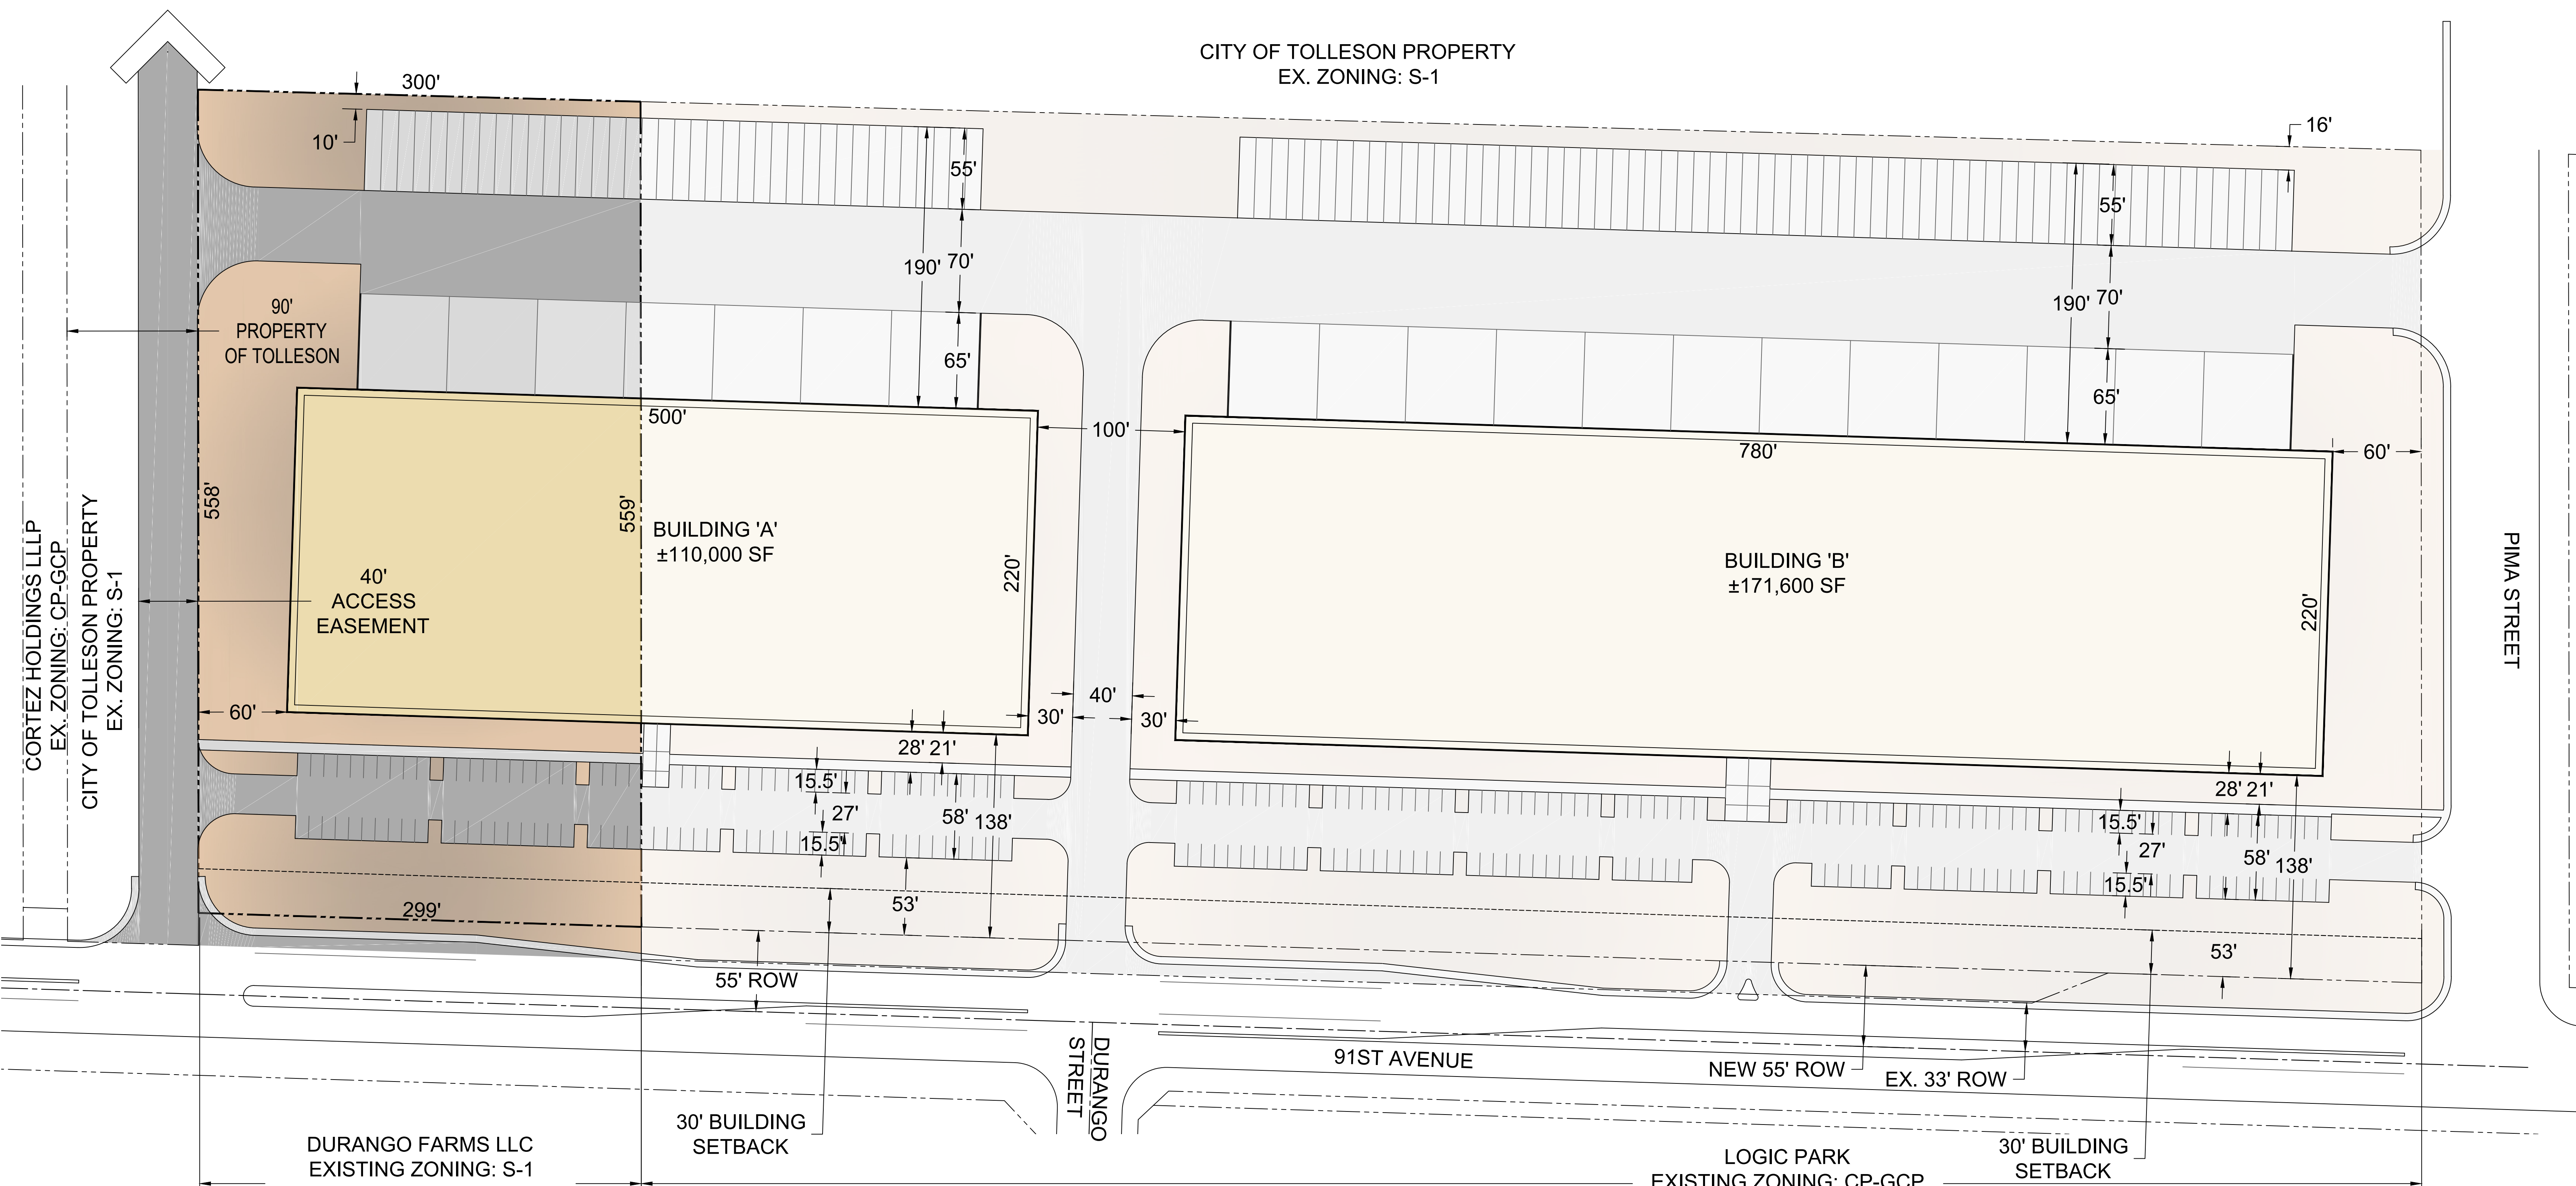 CITY OF TOLLESON PROPERTY
EX. ZONING: S-1
300'
10'
16'
55'
55'
190'
70'
190'
70'
90'
PROPERTY
OF TOLLESON
65'
65'
500'
100'
780'
60'
558'
559'
BUILDING 'A'
±110,000 SF
220'
BUILDING 'B'
±171,600 SF
220'
PIMA STREET
CORTEZ HOLDINGS LLLP
EX. ZONING: CP-GCP
CITY OF TOLLESON PROPERTY
EX. ZONING: S-1
40'
ACCESS
EASEMENT
60'
30'
40'
30'
28'
21'
28'
21'
15.5'
27'
15.5'
58'
138'
15.5'
27'
15.5'
58'
138'
299'
53'
53'
55' ROW
91ST AVENUE
NEW 55' ROW
EX. 33' ROW
DURANGO
STREET
30' BUILDING
SETBACK
30' BUILDING
SETBACK
DURANGO FARMS LLC
EXISTING ZONING: S-1
LOGIC PARK
EXISTING ZONING: CP-GCP